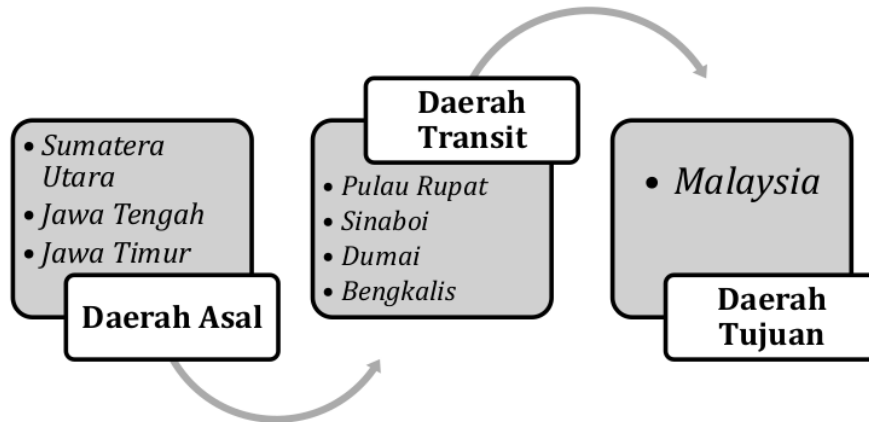 • Sumatera
Utara
• Jawa Tengah
• Jawa Timur
Daerah Asal
Daerah
Transit
• Pulau Rupat
• Sinaboi
• Dumai
• Bengkalis
• Malaysia
Daerah
Tujuan